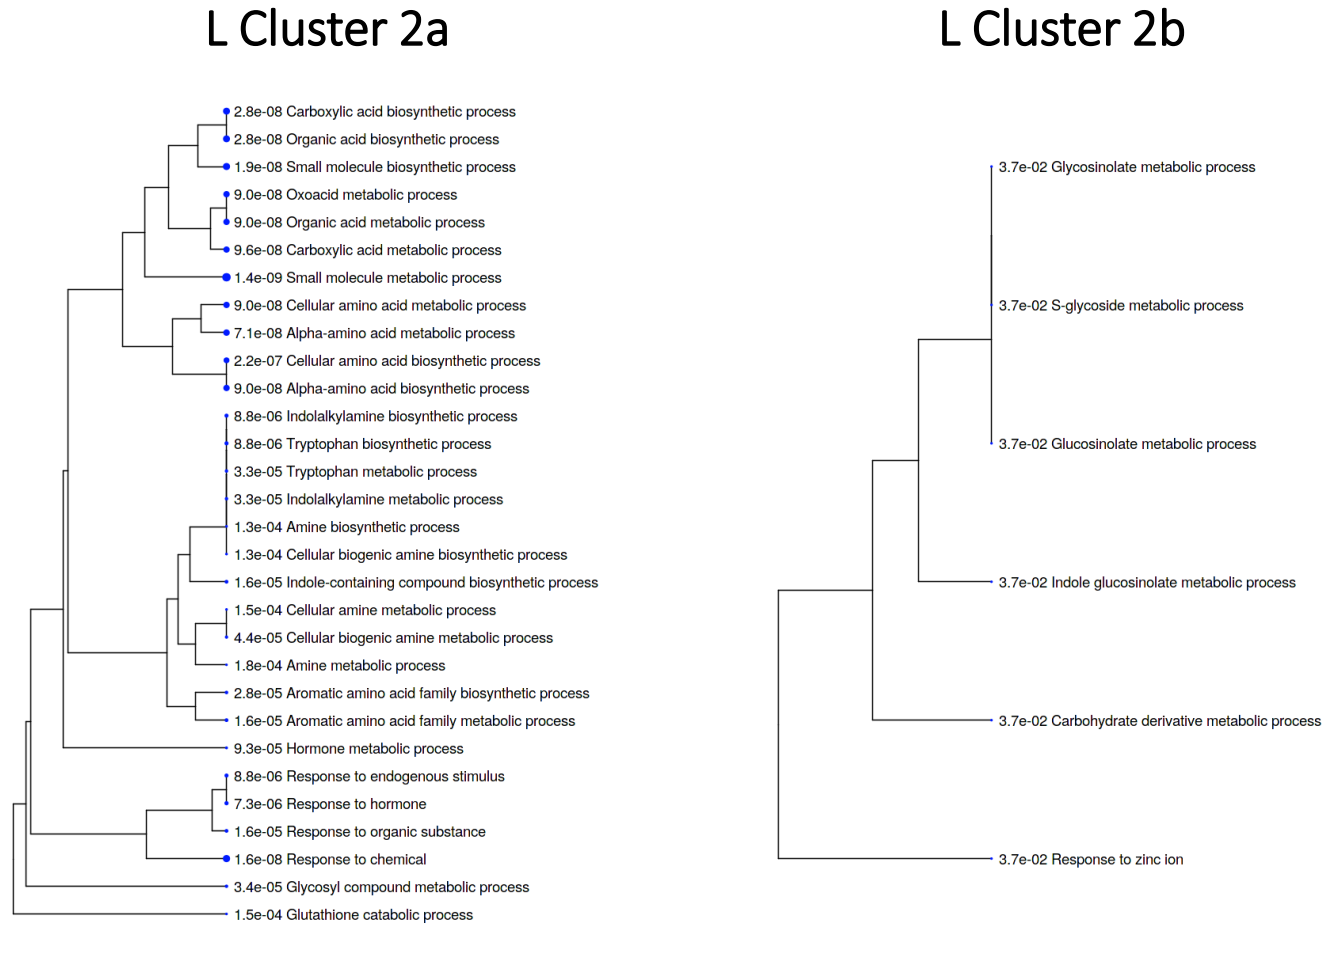 L Cluster 2a
2.8e-08 Carboxylic acid biosynthetic process
2.8e-08 Organic acid biosynthetic process
1.9e-08 Small molecule biosynthetic process
9.0e-08 Oxoacid metabolic process
9.0e-08 Organic acid metabolic process
9.6e-08 Carboxylic acid metabolic process
1.4e-09 Small molecule metabolic process
9.0e-08 Cellular amino acid metabolic process
7.1e-08 Alpha-amino acid metabolic process
2.2e-07 Cellular amino acid biosynthetic process
9.0e-08 Alpha-amino acid biosynthetic process
8.8e-06 Indolalkylamine biosynthetic process
8.8e-06 Tryptophan biosynthetic process
3.3e-05 Tryptophan metabolic process
3.3e-05 Indolalkylamine metabolic process
1.3e-04 Amine biosynthetic process
1.3e-04 Cellular biogenic amine biosynthetic process
1.6e-05 Indole-containing compound biosynthetic process
1.5e-04 Cellular amine metabolic process
4.4e-05 Cellular biogenic amine metabolic process
1.8e-04 Amine metabolic process
2.8e-05 Aromatic amino acid family biosynthetic process
1.6e-05 Aromatic amino acid family metabolic process
9.3e-05 Hormone metabolic process
8.8e-06 Response to endogenous stimulus
7.3e-06 Response to hormone
1.6e-05 Response to organic substance
1.6e-08 Response to chemical
3.4e-05 Glycosyl compound metabolic process
1.5e-04 Glutathione catabolic process
L Cluster 2b
3.7e-02 Glycosinolate metabolic process
3.7e-02 S-glycoside metabolic process
3.7e-02 Glucosinolate metabolic process
3.7e-02 Indole glucosinolate metabolic process
3.7e-02 Carbohydrate derivative metabolic process
3.7e-02 Response to zinc ion